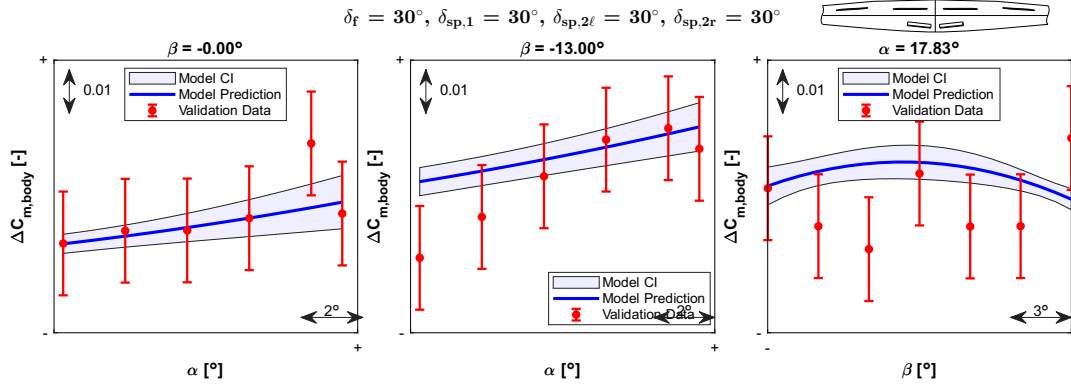 δf = 30°, δsp,1 = 30°, δsp,2ℓ = 30°, δsp,2r = 30°
β = -0.00°
+
0.01
Model CI
Model Prediction
Validation Data
ΔCm,body [-]
2°
-
+
α [°]
β = -13.00°
+
0.01
ΔCm,body [-]
Model CI
Model Prediction
Validation Data
2°
-
+
α [°]
α = 17.83°
+
0.01
Model CI
Model Prediction
Validation Data
ΔCm,body [-]
3°
-
-
+
β [°]